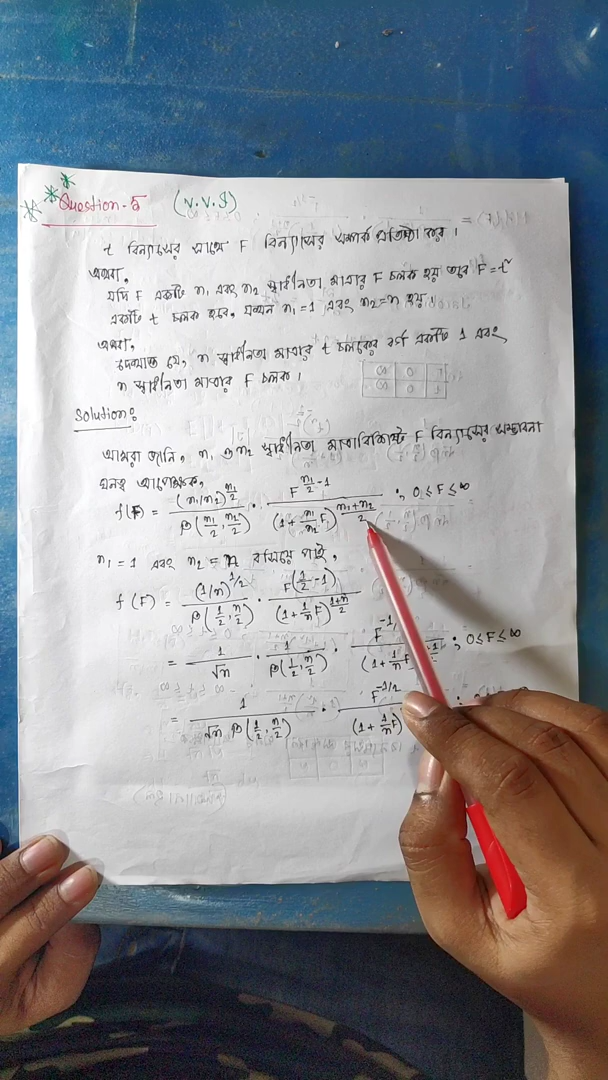 Question-5 (V.V.I)
t বিন্যাসের সাথে F বিন্যাসের সম্পর্ক প্রতিষ্ঠা কর ।
অথবা,
যদি F একটি n₁ এবং n₂ স্বাধীনতা মাত্রার F চলক হয় তবে F = t²
একটি t চলক হবে, যখন n₁ = 1 এবং n₂ = n হয় ।
অথবা,
দেখাও যে, n স্বাধীনতা মাত্রার t চলকের বর্গ একটি 1 এবং
n স্বাধীনতা মাত্রার F চলক ।
Solution:
আমরা জানি, n₁ ও n₂ স্বাধীনতা মাত্রাবিশিষ্ট F বিন্যাসের সম্ভাবনা
ঘনত্ব অপেক্ষক,
f(F) = (n₁/n₂)^(n₁/2) / β(n₁/2, n₂/2) · F^(n₁/2 - 1) / (1 + n₁/n₂ F)^((n₁+n₂)/2) ; 0 ≤ F ≤ ∞
n₁ = 1 এবং n₂ = n বসিয়ে পাই,
f(F) = (1/n)^(1/2) / β(1/2, n/2) · F^(1/2 - 1) / (1 + 1/n F)^((1+n)/2)
= 1/√n · 1/β(1/2, n/2) · F^-1/ (1 + 1/n F ; 0 ≤ F ≤ ∞
= 1 / √n β(1/2, n/2) · F^(-1/2) / (1 + 1/n F)